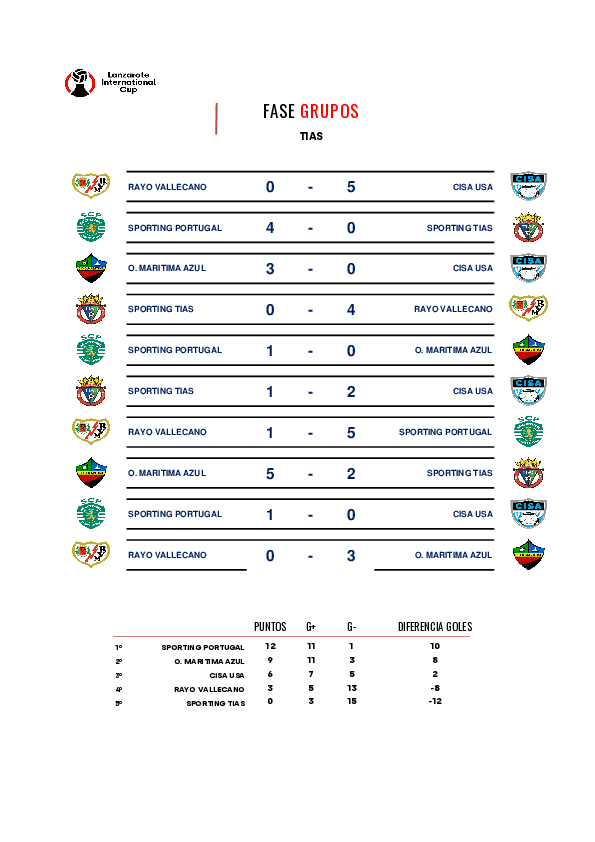 Lanzarote
International
Cup
FASE GRUPOS
TIAS
RAYO VALLECANO 0 - 5 CISA USA
SPORTING PORTUGAL 4 - 0 SPORTING TIAS
O. MARITIMA AZUL 3 - 0 CISA USA
SPORTING TIAS 0 - 4 RAYO VALLECANO
SPORTING PORTUGAL 1 - 0 O. MARITIMA AZUL
SPORTING TIAS 1 - 2 CISA USA
RAYO VALLECANO 1 - 5 SPORTING PORTUGAL
O. MARITIMA AZUL 5 - 2 SPORTING TIAS
SPORTING PORTUGAL 1 - 0 CISA USA
RAYO VALLECANO 0 - 3 O. MARITIMA AZUL
PUNTOS G+ G- DIFERENCIA GOLES
1º SPORTING PORTUGAL 12 11 1 10
2º O. MARITIMA AZUL 9 11 3 8
3º CISA USA 6 7 5 2
4º RAYO VALLECANO 3 5 13 -8
5º SPORTING TIAS 0 3 15 -12